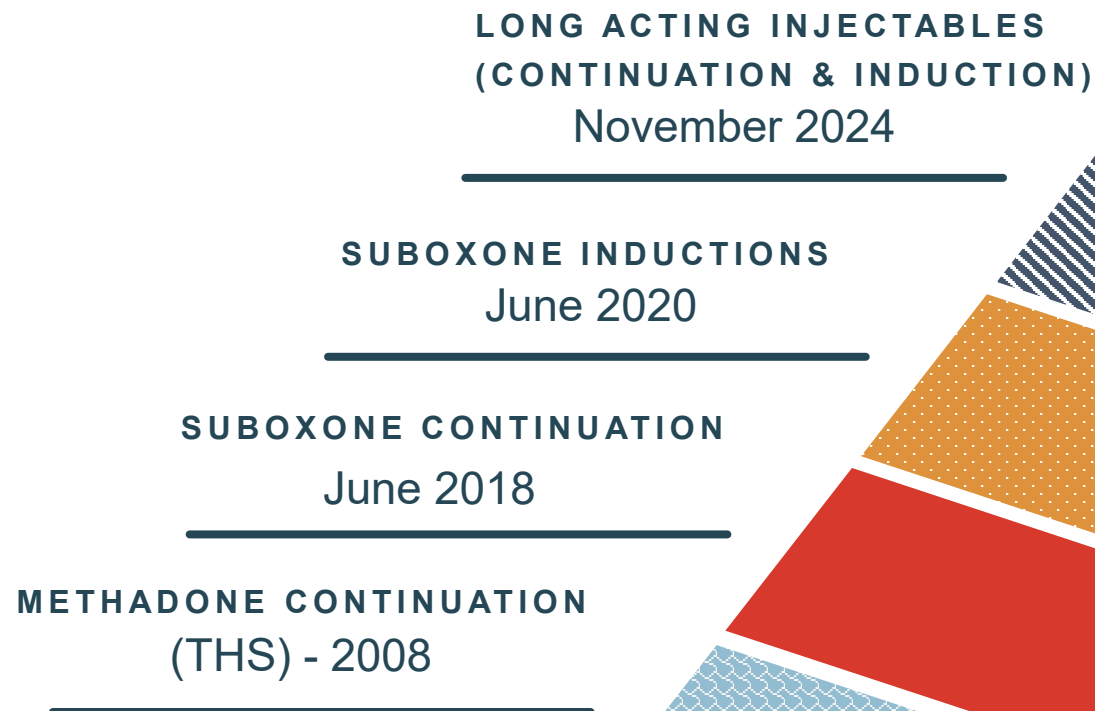 LONG ACTING INJECTABLES
(CONTINUATION & INDUCTION)
November 2024
SUBOXONE INDUCTIONS
June 2020
SUBOXONE CONTINUATION
June 2018
METHADONE CONTINUATION
(THS) - 2008